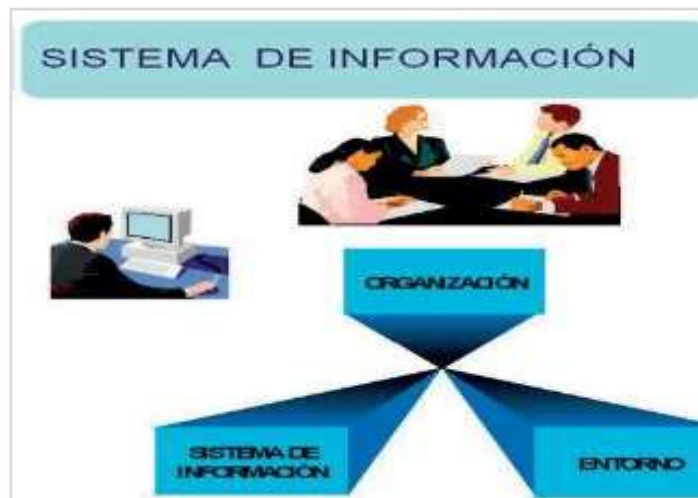 SISTEMA DE INFORMACIÓN
ORGANIZACIÓN
SISTEMA DE
INFORMACIÓN
ENTORNO